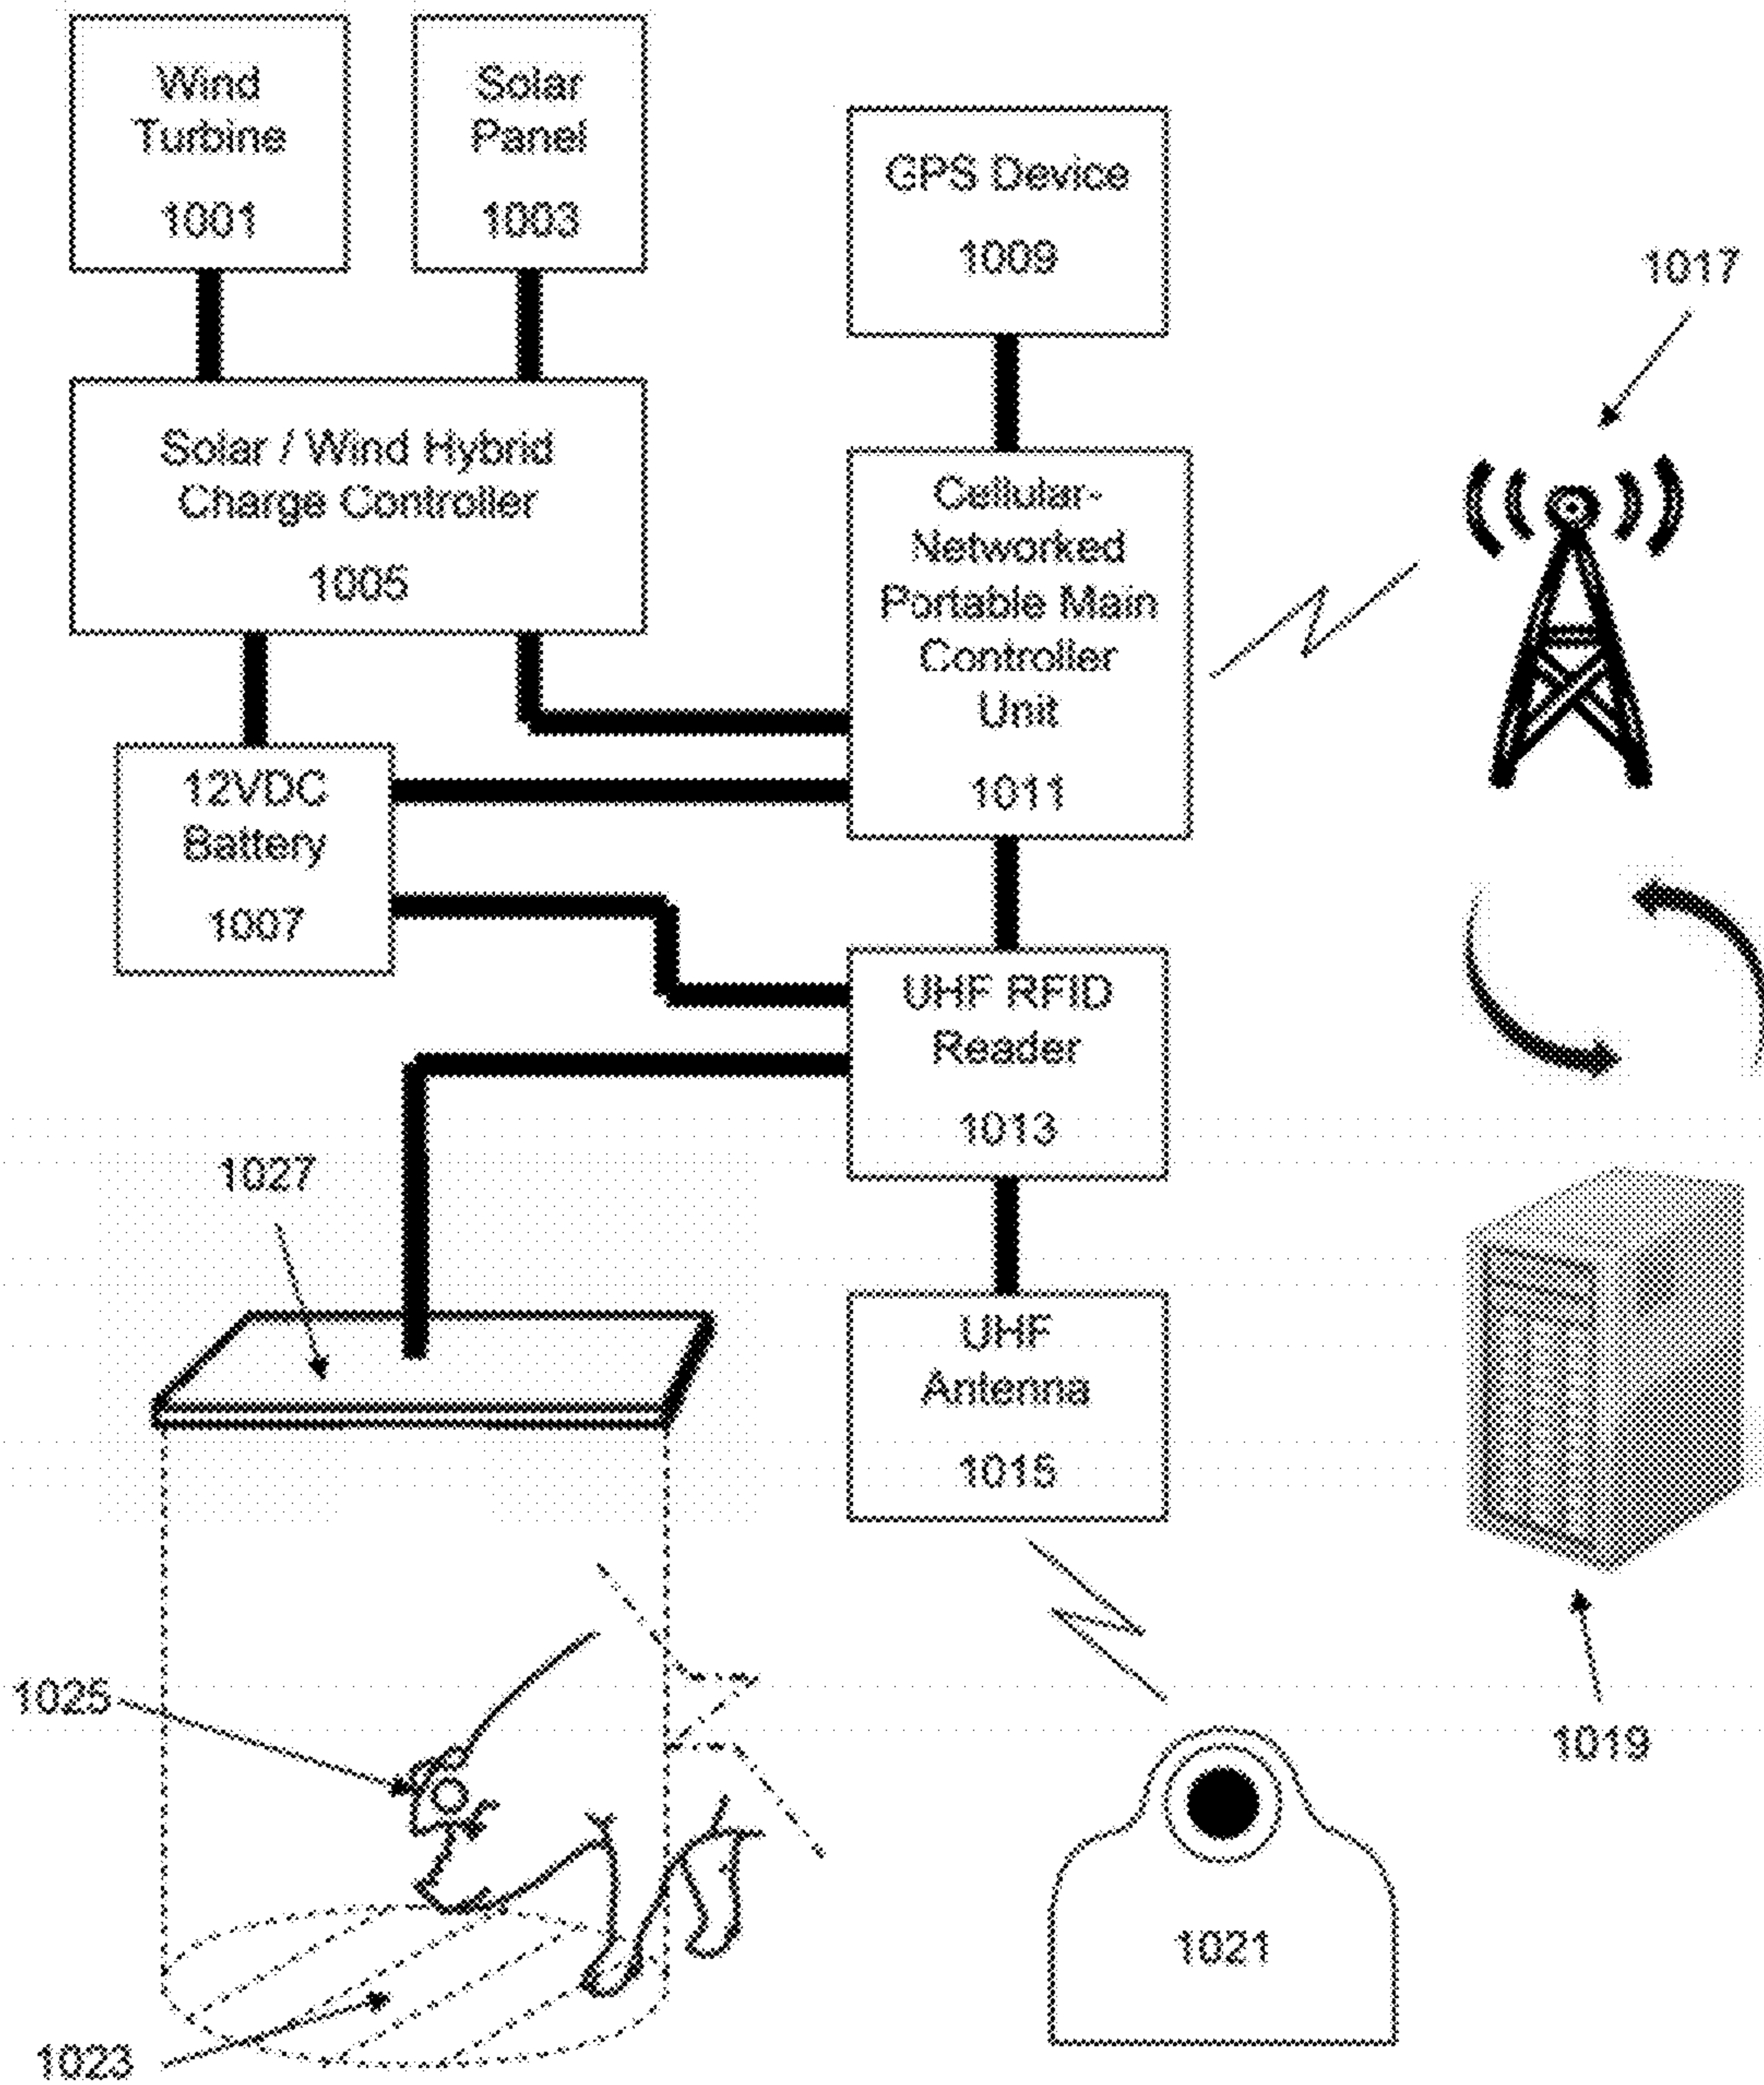 Wind
Turbine
1001
Solar
Panel
1003
GPS Device
1009
1017
Solar / Wind Hybrid
Charge Controller
1005
Cellular-
Networked
Portable Main
Controller
Unit
1011
12VDC
Battery
1007
UHF RFID
Reader
1013
1027
UHF
Antenna
1015
1025
1019
1021
1023